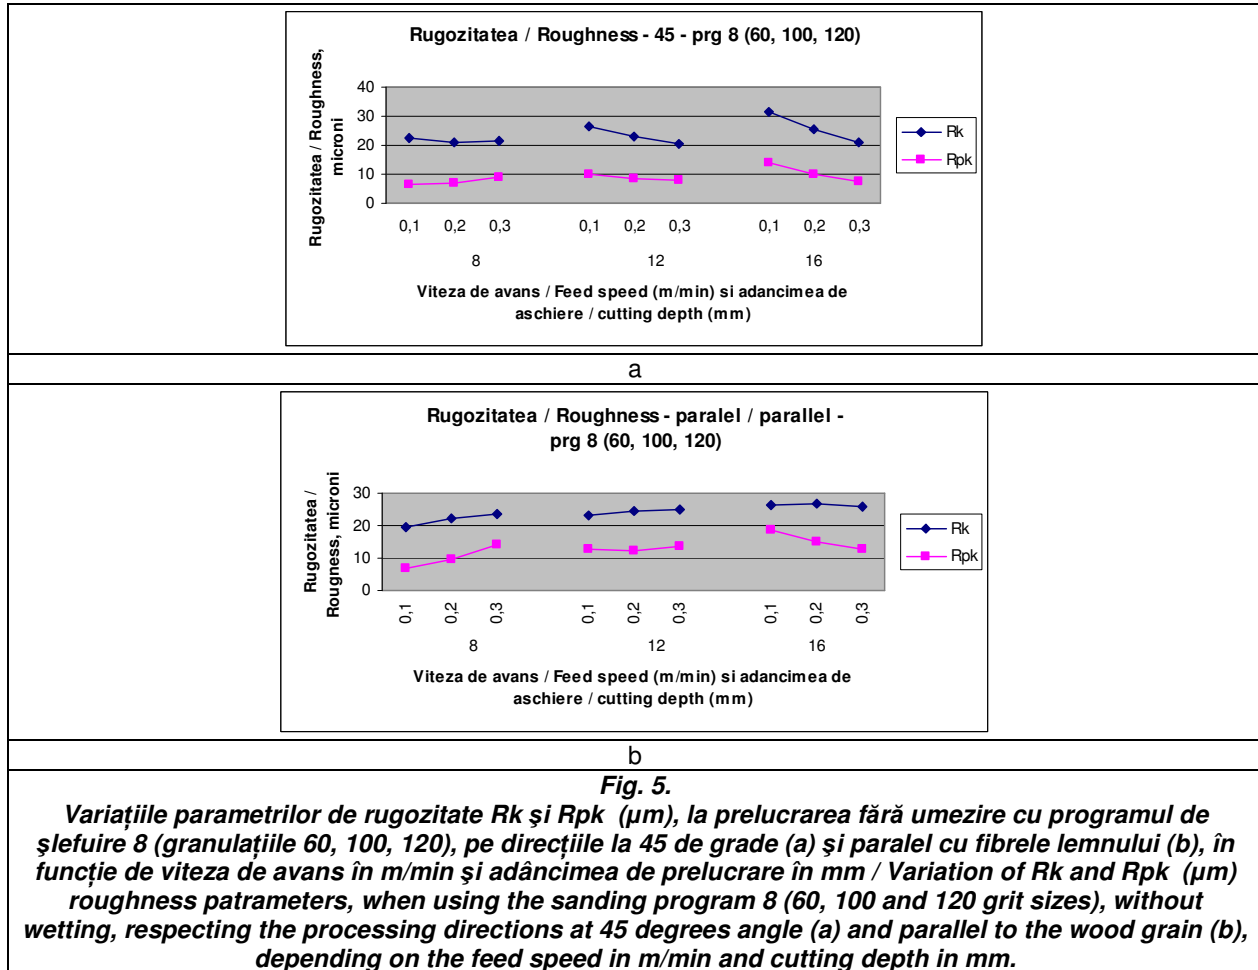 Rugozitatea / Roughness - 45 - prg 8 (60, 100, 120)
Rugozitatea / Roughness,
microni
40
30
20
10
0
0,1 0,2 0,3 0,1 0,2 0,3 0,1 0,2 0,3
8 12 16
Viteza de avans / Feed speed (m/min) si adancimea de
aschiere / cutting depth (mm)
Rk
Rpk
a
Rugozitatea / Roughness - paralel / parallel -
prg 8 (60, 100, 120)
Rugozitatea /
Rougness, microni
30
20
10
0
0,1 0,2 0,3 0,1 0,2 0,3 0,1 0,2 0,3
8 12 16
Viteza de avans / Feed speed (m/min) si adancimea de
aschiere / cutting depth (mm)
Rk
Rpk
b
Fig. 5.
Variațiile parametrilor de rugozitate Rk şi Rpk (µm), la prelucrarea fără umezire cu programul de
şlefuire 8 (granulațiile 60, 100, 120), pe direcțiile la 45 de grade (a) şi paralel cu fibrele lemnului (b), în
funcție de viteza de avans în m/min şi adâncimea de prelucrare în mm / Variation of Rk and Rpk (µm)
roughness patrameters, when using the sanding program 8 (60, 100 and 120 grit sizes), without
wetting, respecting the processing directions at 45 degrees angle (a) and parallel to the wood grain (b),
depending on the feed speed in m/min and cutting depth in mm.